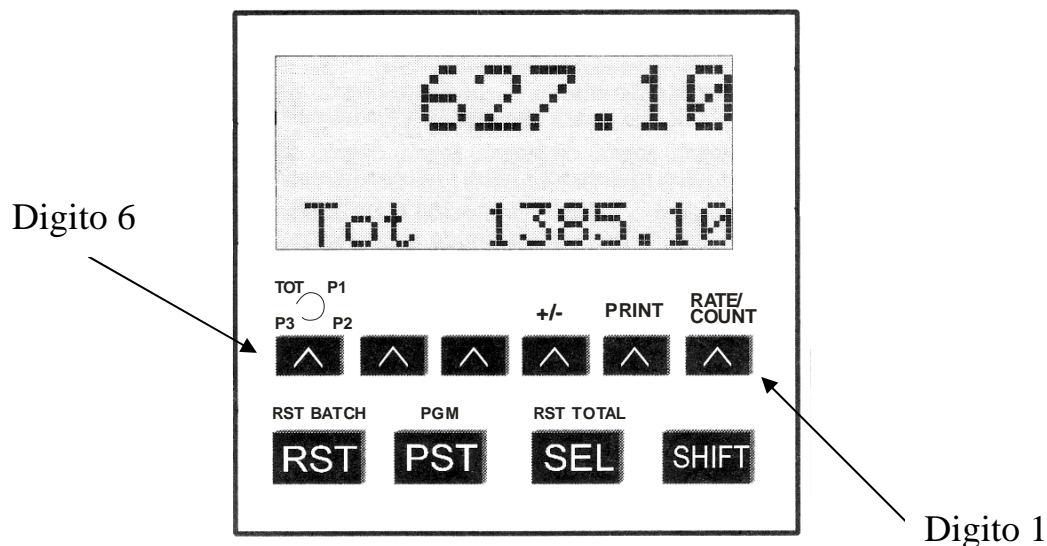 627.10
Tot 1385.10
Digito 6
TOT P1
P3 P2
+/- PRINT RATE/
COUNT
RST BATCH PGM RST TOTAL
RST PST SEL SHIFT
Digito 1